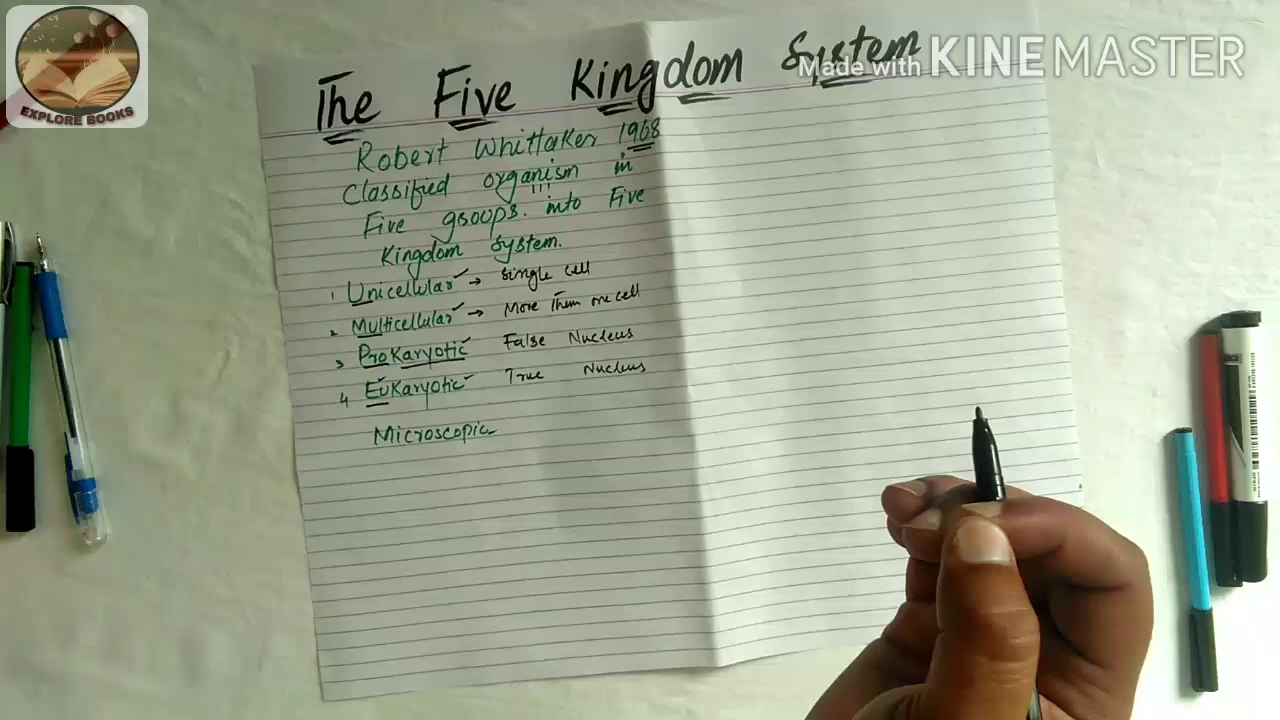 EXPLORE BOOKS
Made with KINEMASTER
The Five Kingdom System
Robert Whittaker 1968
Classified organism in
Five groups. into Five
Kingdom system.
1 Unicellular → Single cell
2 Multicellular → More Them one cell
3 ProKaryotic False Nucleus
4 EuKaryotic True Nucleus
Microscopic